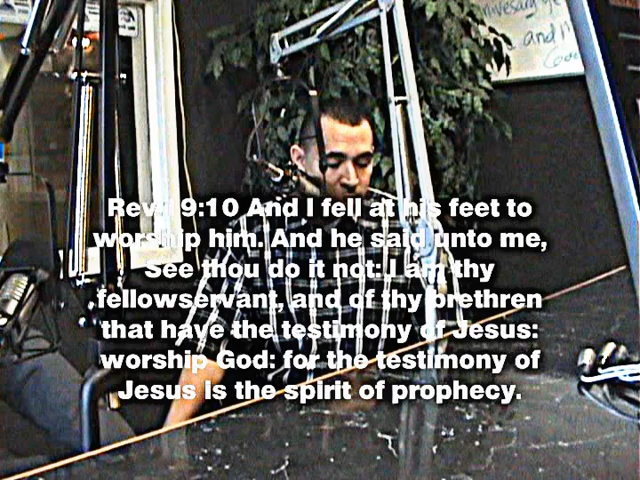 and M
Rev.19:10 And I fell at his feet to
worship him. And he said unto me,
See thou do it not: I am thy
fellowservant, and of thy brethren
that have the testimony of Jesus:
worship God: for the testimony of
Jesus Is the spirit of prophecy.